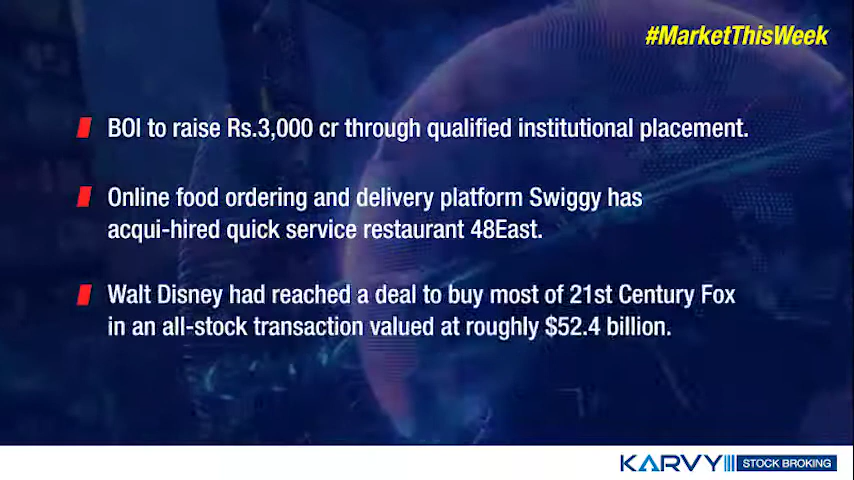 #MarketThisWeek
BOI to raise Rs.3,000 cr through qualified institutional placement.
Online food ordering and delivery platform Swiggy has
acqui-hired quick service restaurant 48East.
Walt Disney had reached a deal to buy most of 21st Century Fox
in an all-stock transaction valued at roughly $52.4 billion.
KARVY STOCK BROKING